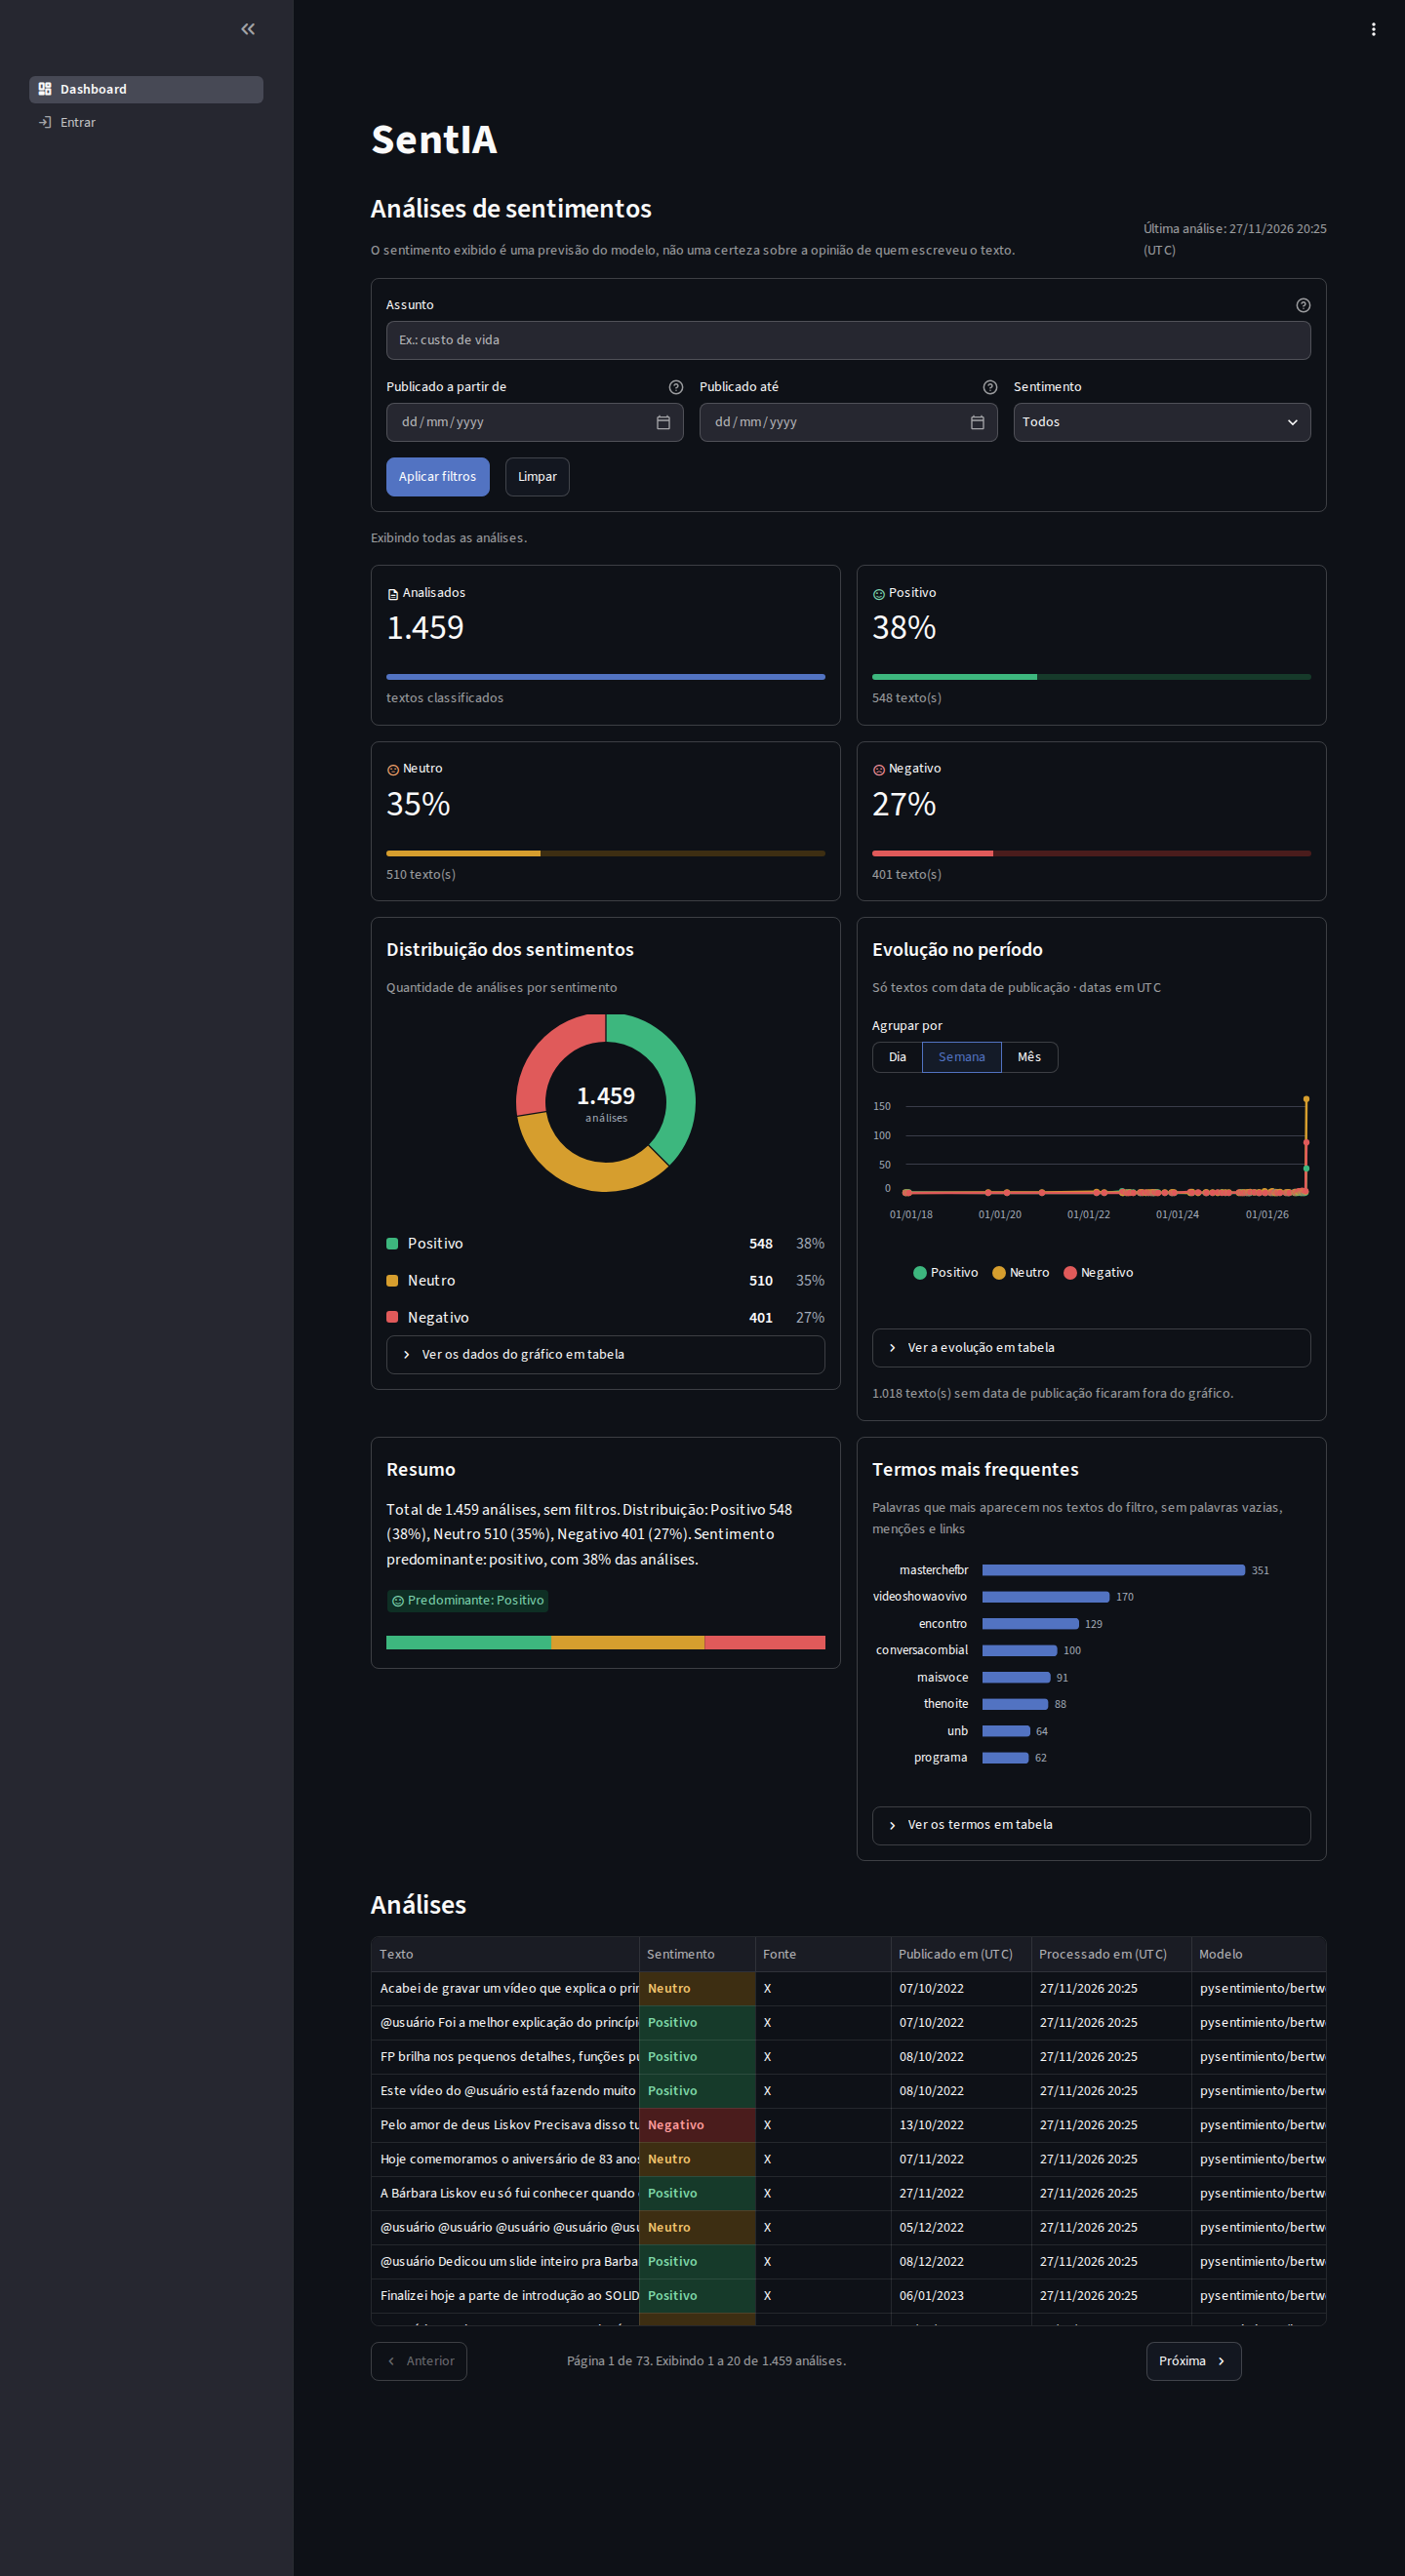 Dashboard
Entrar
SentIA
Análises de sentimentos
O sentimento exibido é uma previsão do modelo, não uma certeza sobre a opinião de quem escreveu o texto.
Última análise: 27/11/2026 20:25
(UTC)
Assunto
Ex.: custo de vida
Publicado a partir de
Publicado até
Sentimento
dd/mm/yyyy
dd/mm/yyyy
Todos
Aplicar filtros
Limpar
Exibindo todas as análises.
Analisados
1.459
textos classificados
Positivo
38%
548 texto(s)
Neutro
35%
510 texto(s)
Negativo
27%
401 texto(s)
Distribuição dos sentimentos
Quantidade de análises por sentimento
1.459
análises
Positivo 548 38%
Neutro 510 35%
Negativo 401 27%
Ver os dados do gráfico em tabela
Evolução no período
Só textos com data de publicação · datas em UTC
Agrupar por
Dia Semana Mês
150
100
50
0
01/01/18 01/01/20 01/01/22 01/01/24 01/01/26
Positivo Neutro Negativo
Ver a evolução em tabela
1.018 texto(s) sem data de publicação ficaram fora do gráfico.
Resumo
Total de 1.459 análises, sem filtros. Distribuição: Positivo 548
(38%), Neutro 510 (35%), Negativo 401 (27%). Sentimento
predominante: positivo, com 38% das análises.
Predominante: Positivo
Termos mais frequentes
Palavras que mais aparecem nos textos do filtro, sem palavras vazias,
menções e links
masterchefbr 351
videoshowaovivo 170
encontro 129
conversacombial 100
maisvoce 91
thenoite 88
unb 64
programa 62
Ver os termos em tabela
Análises
Texto Sentimento Fonte Publicado em (UTC) Processado em (UTC) Modelo
Acabei de gravar um vídeo que explica o prin Neutro X 07/10/2022 27/11/2026 20:25 pysentimiento/bertw
@usuário Foi a melhor explicação do princípi Positivo X 07/10/2022 27/11/2026 20:25 pysentimiento/bertw
FP brilha nos pequenos detalhes, funções pu Positivo X 08/10/2022 27/11/2026 20:25 pysentimiento/bertw
Este vídeo do @usuário está fazendo muito Positivo X 08/10/2022 27/11/2026 20:25 pysentimiento/bertw
Pelo amor de deus Liskov Precisava disso tu Negativo X 13/10/2022 27/11/2026 20:25 pysentimiento/bertw
Hoje comemoramos o aniversário de 83 anos Neutro X 07/11/2022 27/11/2026 20:25 pysentimiento/bertw
A Bárbara Liskov eu só fui conhecer quando Positivo X 27/11/2022 27/11/2026 20:25 pysentimiento/bertw
@usuário @usuário @usuário @usuário @usu Neutro X 05/12/2022 27/11/2026 20:25 pysentimiento/bertw
@usuário Dedicou um slide inteiro pra Barba Positivo X 08/12/2022 27/11/2026 20:25 pysentimiento/bertw
Finalizei hoje a parte de introdução ao SOLID Positivo X 06/01/2023 27/11/2026 20:25 pysentimiento/bertw
Anterior
Página 1 de 73. Exibindo 1 a 20 de 1.459 análises.
Próxima